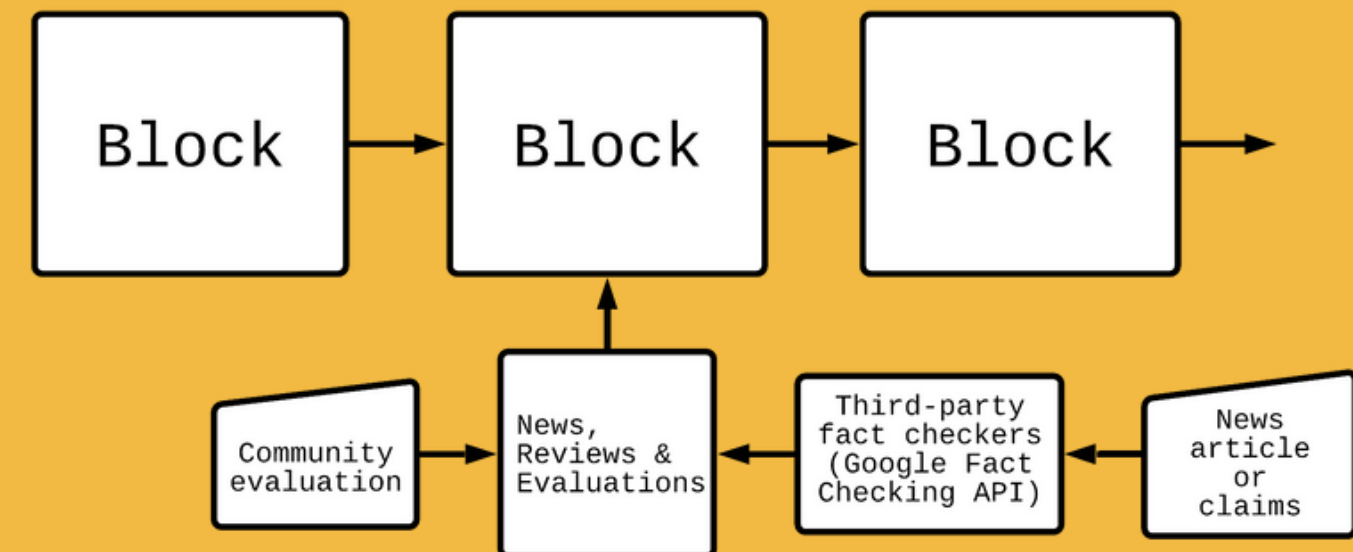 Block
Block
Block
Community
evaluation
News,
Reviews &
Evaluations
Third-party
fact checkers
(Google Fact
Checking API)
News
article
or
claims